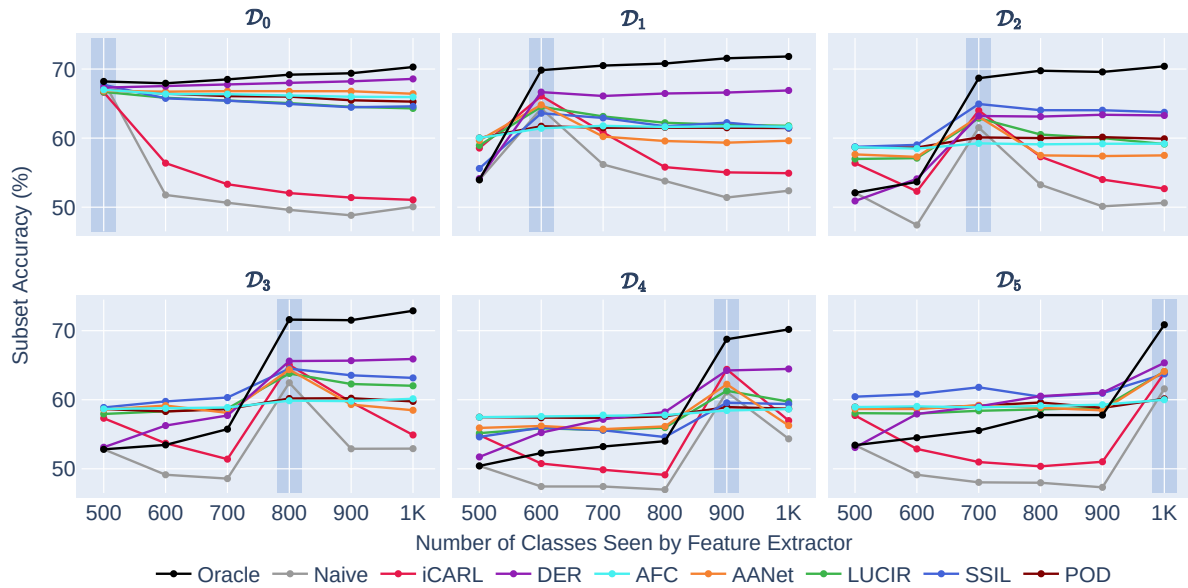 𝒟₀ 𝒟₁ 𝒟₂
70
60
50
𝒟₃ 𝒟₄ 𝒟₅
70
60
50
Subset Accuracy (%)
500 600 700 800 900 1K 500 600 700 800 900 1K 500 600 700 800 900 1K
Number of Classes Seen by Feature Extractor
Oracle Naive iCARL DER AFC AANet LUCIR SSIL POD